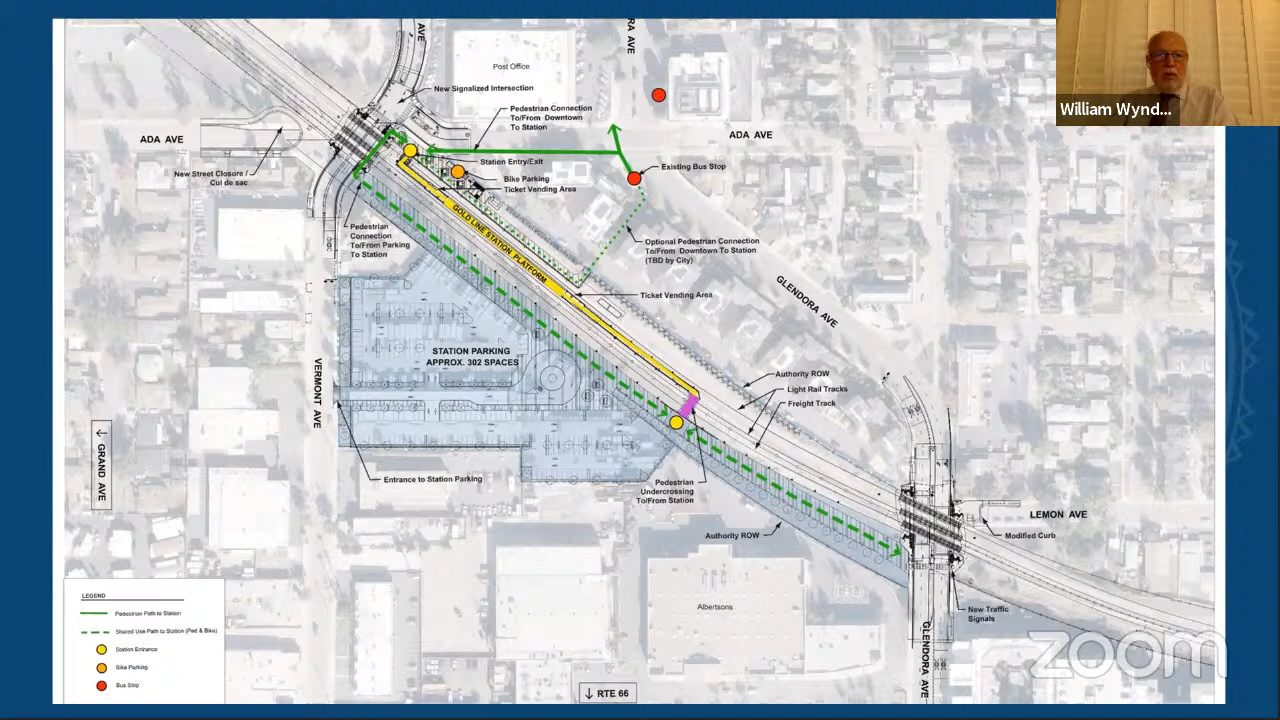 AVE
RA AVE
Post Office
William Wynd...
New Signalized Intersection
Pedestrian Connection
To/From Downtown
To Station
ADA AVE
ADA AVE
Station Entry/Exit
Existing Bus Stop
New Street Closure /
Cul de sac
Bike Parking
Ticket Vending Area
GOLD LINE STATION PLATFORM
Pedestrian
Connection
To/From Parking
To Station
Optional Pedestrian Connection
To/From Downtown To Station
(TBD by City)
Ticket Vending Area
GLENDORA AVE
STATION PARKING
APPROX. 302 SPACES
VERMONT AVE
Authority ROW
Light Rail Tracks
Freight Track
← GRAND AVE
Entrance to Station Parking
Pedestrian
Undercrossing
To/From Station
LEMON AVE
Authority ROW
Modified Curb
LEGEND
Pedestrian Path to Station
Shared Use Path to Station (Ped & Bike)
Station Entrance
Bike Parking
Bus Stop
Albertsons
New Traffic
Signals
GLENDORA AVE
↓ RTE 66
zoom